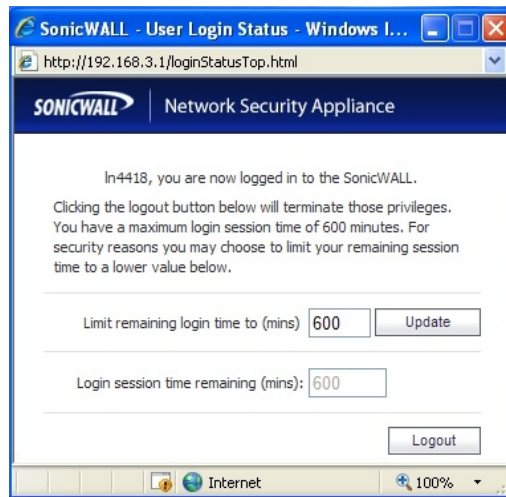 SonicWALL - User Login Status - Windows I...
http://192.168.3.1/loginStatusTop.html
SONICWALL Network Security Appliance
ln4418, you are now logged in to the SonicWALL.
Clicking the logout button below will terminate those privileges.
You have a maximum login session time of 600 minutes. For
security reasons you may choose to limit your remaining session
time to a lower value below.
Limit remaining login time to (mins) 600 Update
Login session time remaining (mins): 600
Logout
Internet 100%